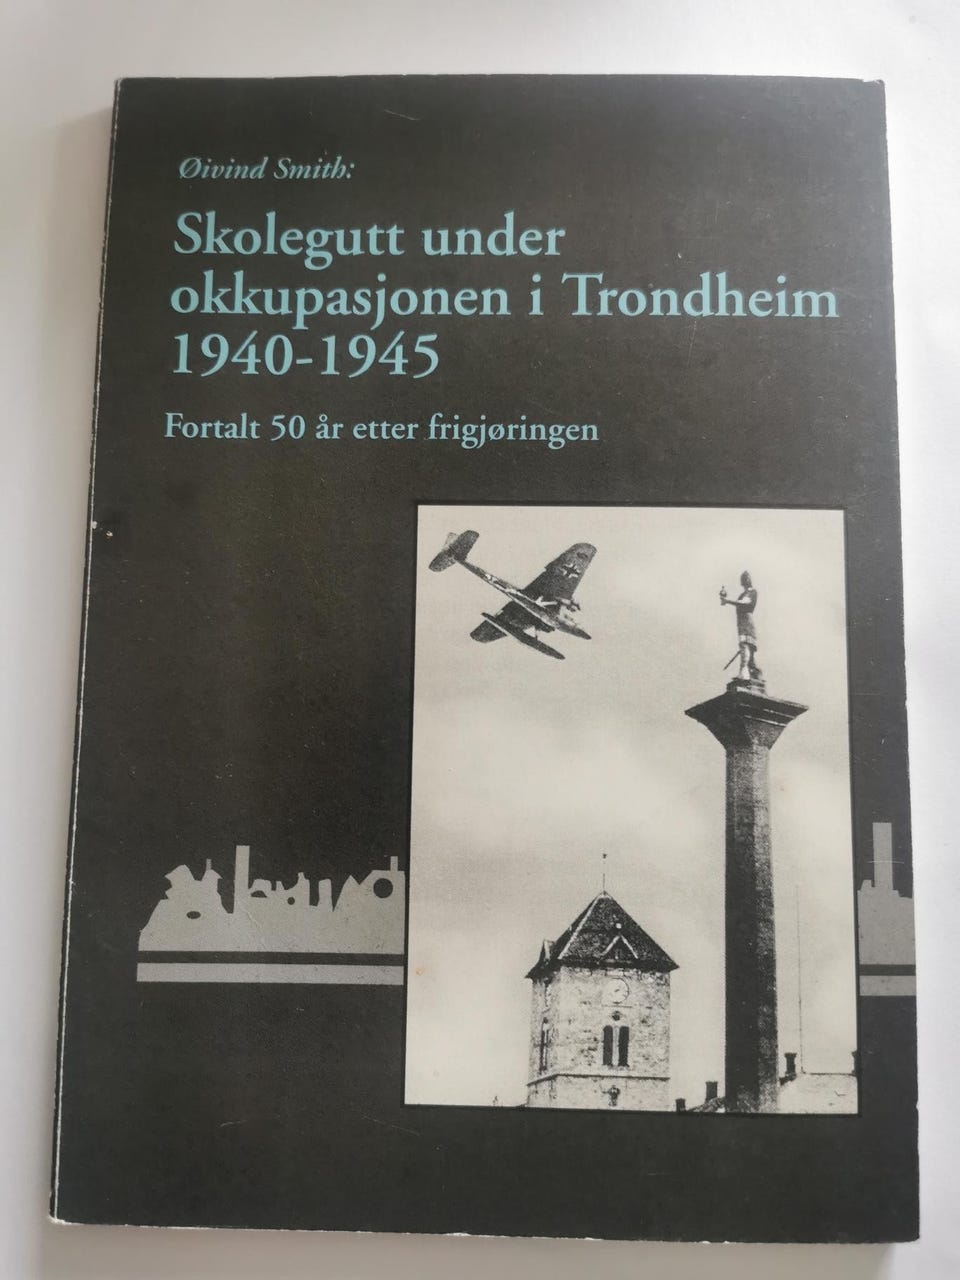 Øivind Smith:
Skolegutt under
okkupasjonen i Trondheim
1940-1945
Fortalt 50 år etter frigjøringen